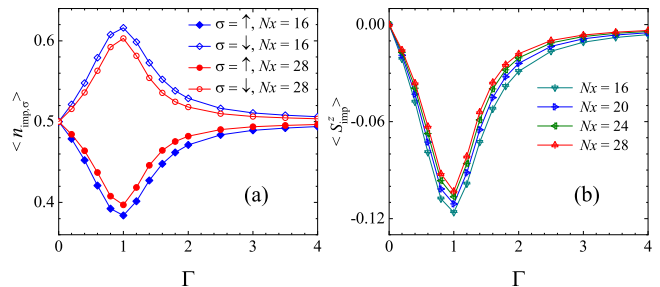 0.6
0.5
0.4
< n_imp,σ >
σ = ↑, Nx = 16
σ = ↓, Nx = 16
σ = ↑, Nx = 28
σ = ↓, Nx = 28
(a)
0 1 2 3 4
Γ
0.00
-0.06
-0.12
< S^z_imp >
Nx = 16
Nx = 20
Nx = 24
Nx = 28
(b)
0 1 2 3 4
Γ